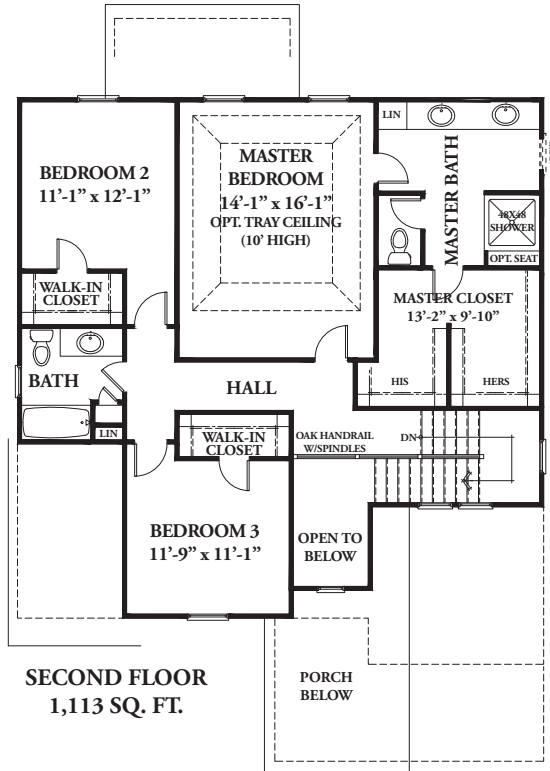 BEDROOM 2
11’-1” x 12’-1”
MASTER
BEDROOM
14’-1” x 16’-1”
OPT. TRAY CEILING
(10’ HIGH)
LIN
MASTER BATH
48X48
SHOWER
OPT. SEAT
WALK-IN
CLOSET
MASTER CLOSET
13’-2” x 9’-10”
HIS
HERS
BATH
LIN
HALL
WALK-IN
CLOSET
OAK HANDRAIL
W/SPINDLES
DN
BEDROOM 3
11’-9” x 11’-1”
OPEN TO
BELOW
SECOND FLOOR
1,113 SQ. FT.
PORCH
BELOW